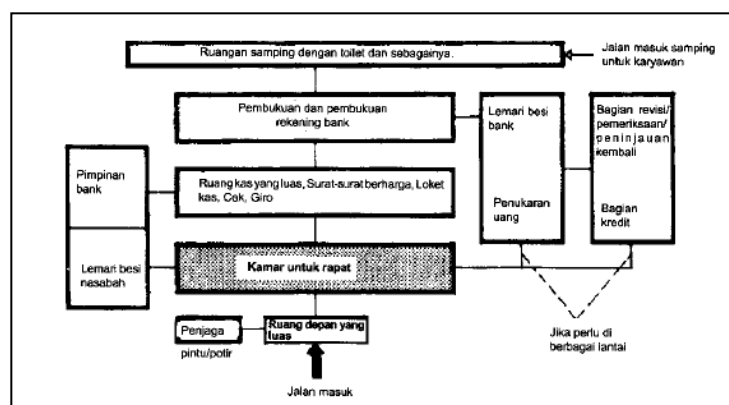 Ruangan samping dengan toilet dan sebagainya.
Jalan masuk samping
untuk karyawan
Pembukuan dan pembukuan
rekening bank
Lemari besi
bank
Penukaran
uang
Bagian revisi/
pemeriksaan/
peninjauan
kembali
Bagian
kredit
Pimpinan
bank
Lemari besi
nasabah
Ruang kas yang luas, Surat-surat berharga, Loket
kas, Cek, Giro
Kamar untuk rapat
Penjaga
pintu/potir
Ruang depan yang
luas
Jika perlu di
berbagai lantai
Jalan masuk